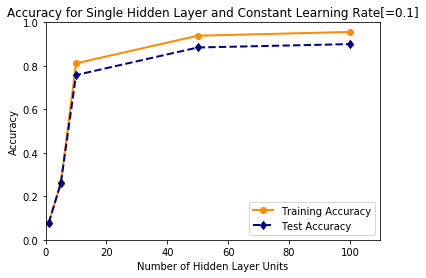 Accuracy for Single Hidden Layer and Constant Learning Rate[=0.1]
1.0
0.8
0.6
0.4
0.2
0.0
Accuracy
Training Accuracy
Test Accuracy
0 20 40 60 80 100
Number of Hidden Layer Units